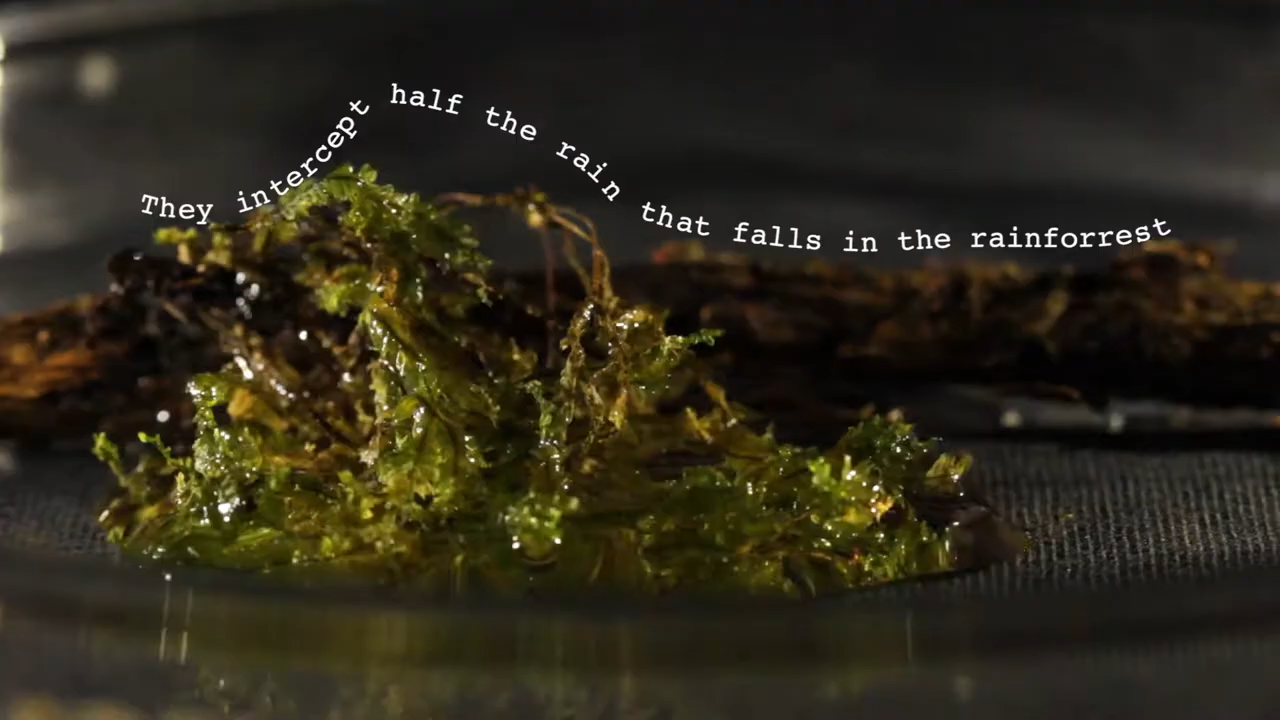 They intercept half the rain that falls in the rainforrest